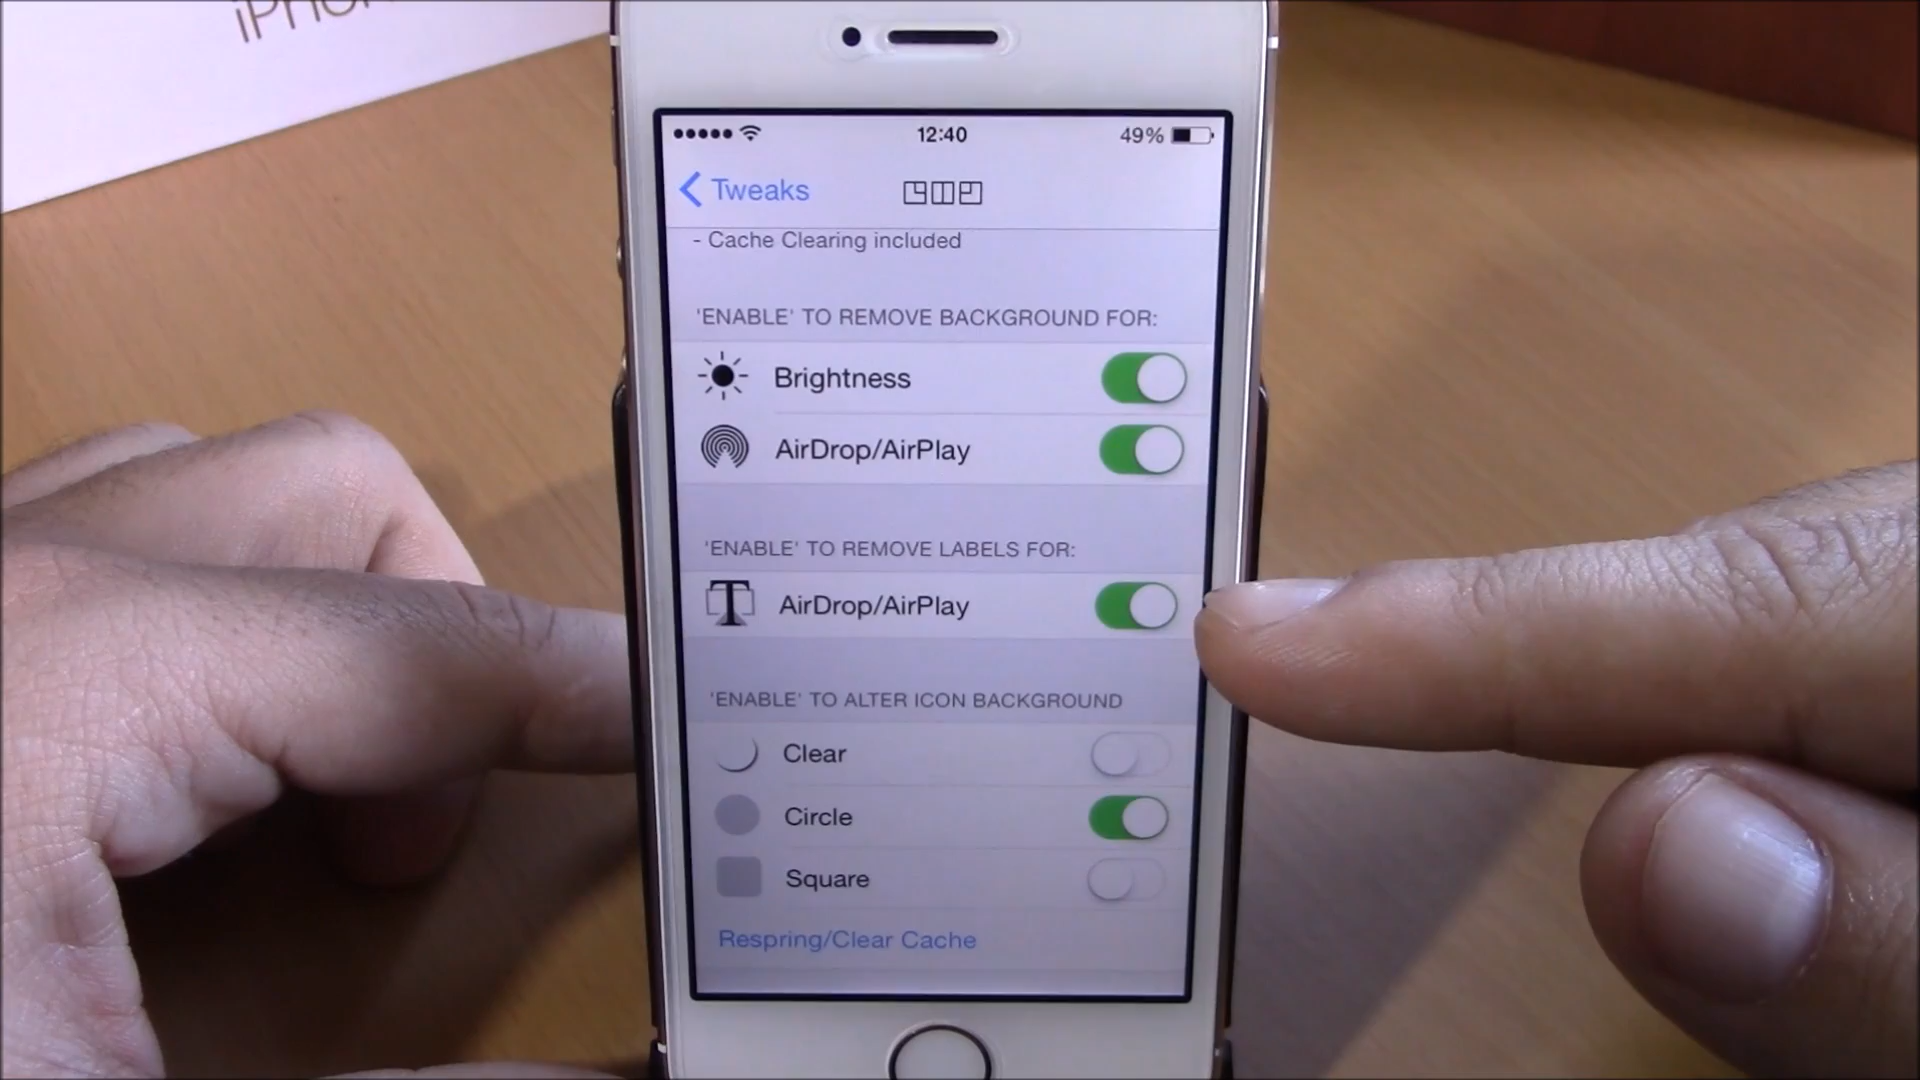 12:40
49%
Tweaks
- Cache Clearing included
'ENABLE' TO REMOVE BACKGROUND FOR:
Brightness
AirDrop/AirPlay
'ENABLE' TO REMOVE LABELS FOR:
T AirDrop/AirPlay
'ENABLE' TO ALTER ICON BACKGROUND
Clear
Circle
Square
Respring/Clear Cache